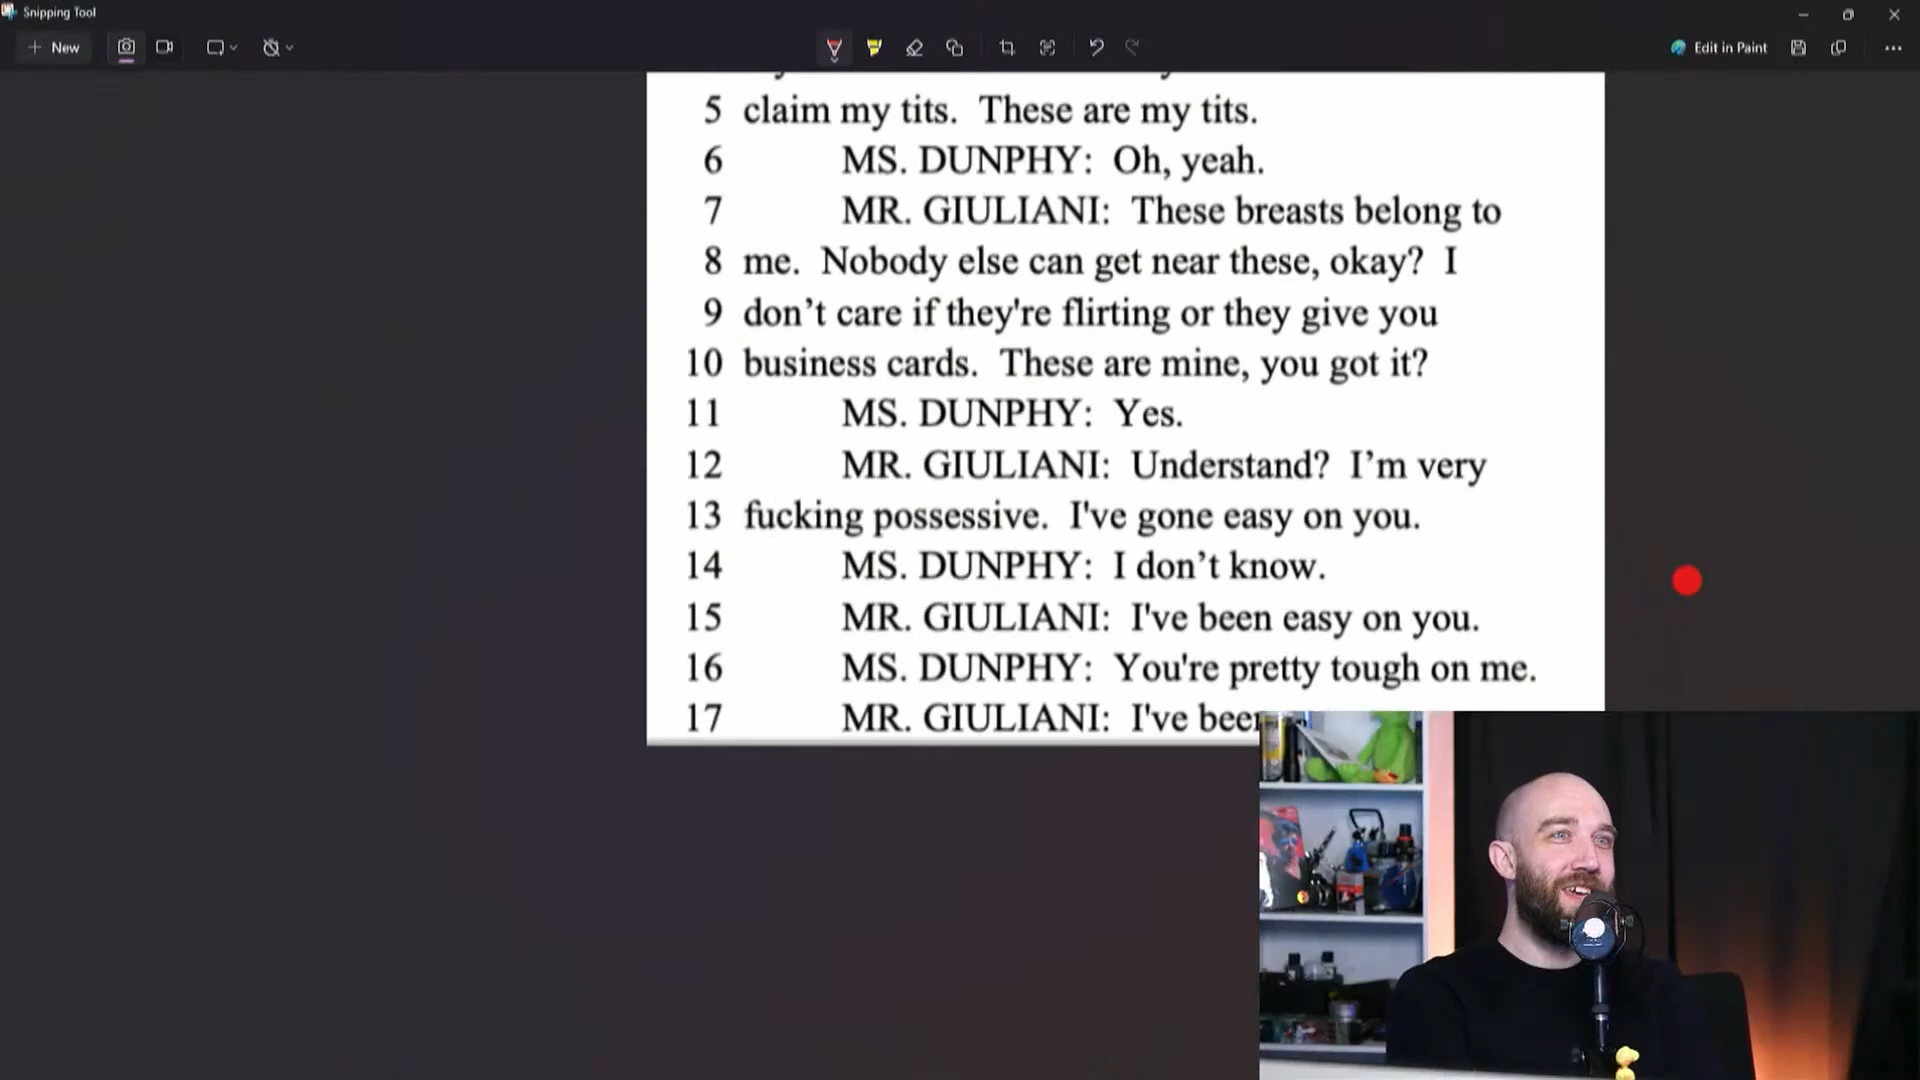 Snipping Tool
New
Edit in Paint
5 claim my tits. These are my tits.
6 MS. DUNPHY: Oh, yeah.
7 MR. GIULIANI: These breasts belong to
8 me. Nobody else can get near these, okay? I
9 don’t care if they're flirting or they give you
10 business cards. These are mine, you got it?
11 MS. DUNPHY: Yes.
12 MR. GIULIANI: Understand? I’m very
13 fucking possessive. I've gone easy on you.
14 MS. DUNPHY: I don’t know.
15 MR. GIULIANI: I've been easy on you.
16 MS. DUNPHY: You're pretty tough on me.
17 MR. GIULIANI: I've